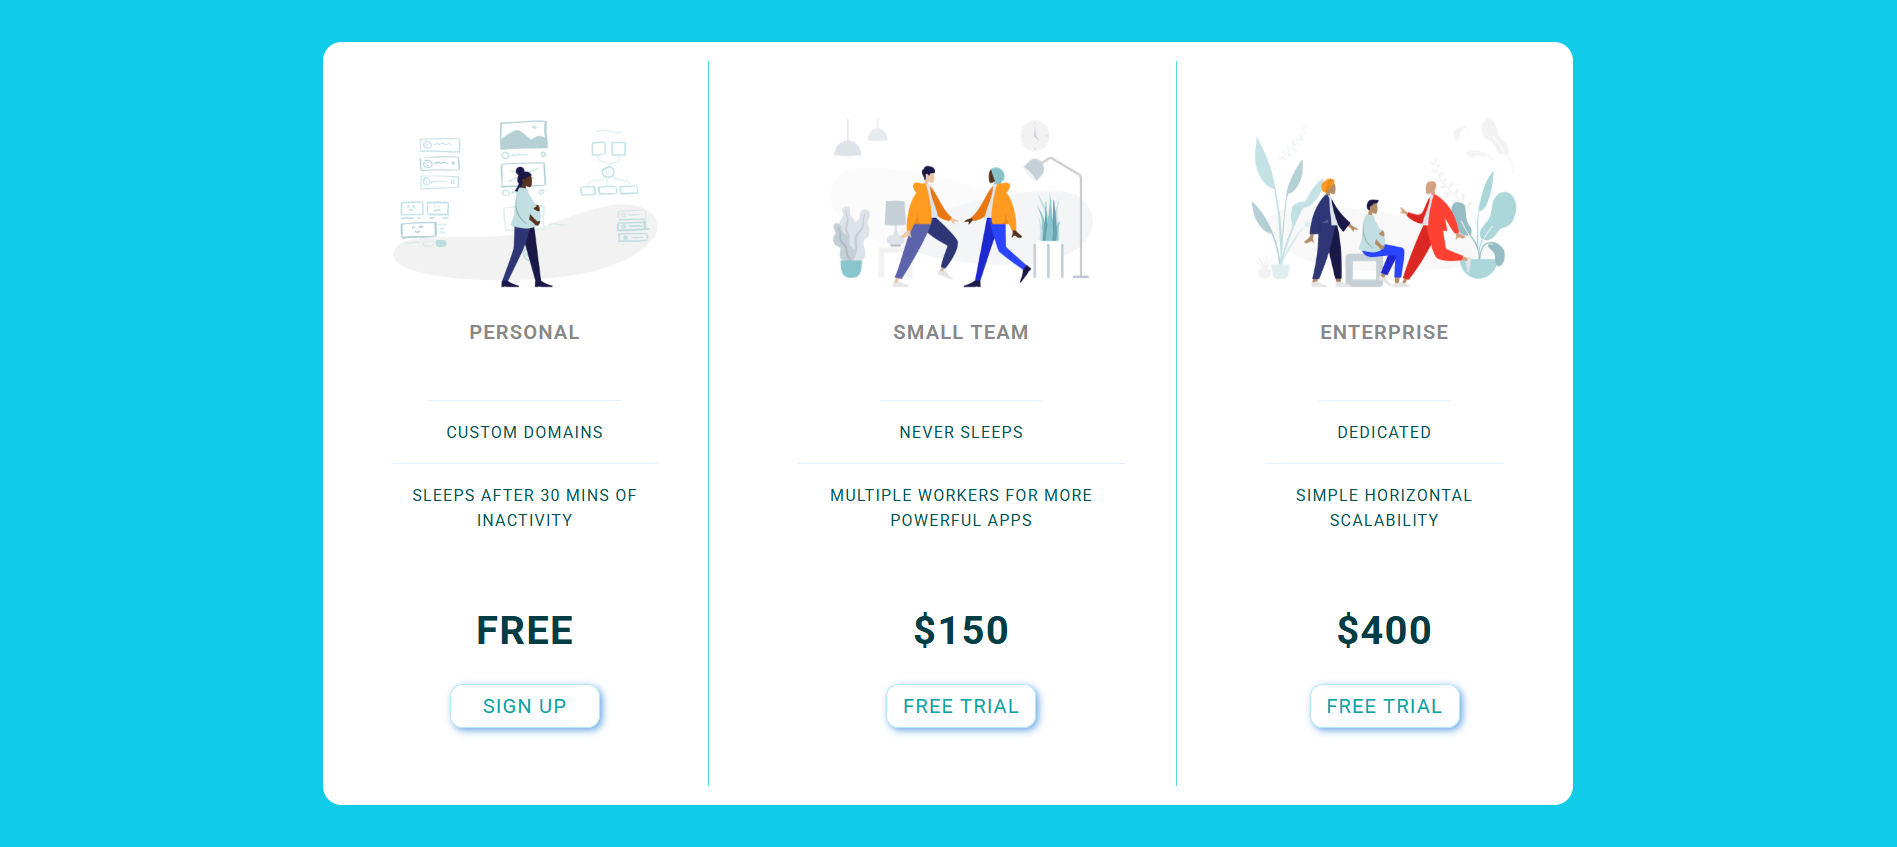 PERSONAL
CUSTOM DOMAINS
SLEEPS AFTER 30 MINS OF
INACTIVITY
FREE
SIGN UP
SMALL TEAM
NEVER SLEEPS
MULTIPLE WORKERS FOR MORE
POWERFUL APPS
$150
FREE TRIAL
ENTERPRISE
DEDICATED
SIMPLE HORIZONTAL
SCALABILITY
$400
FREE TRIAL